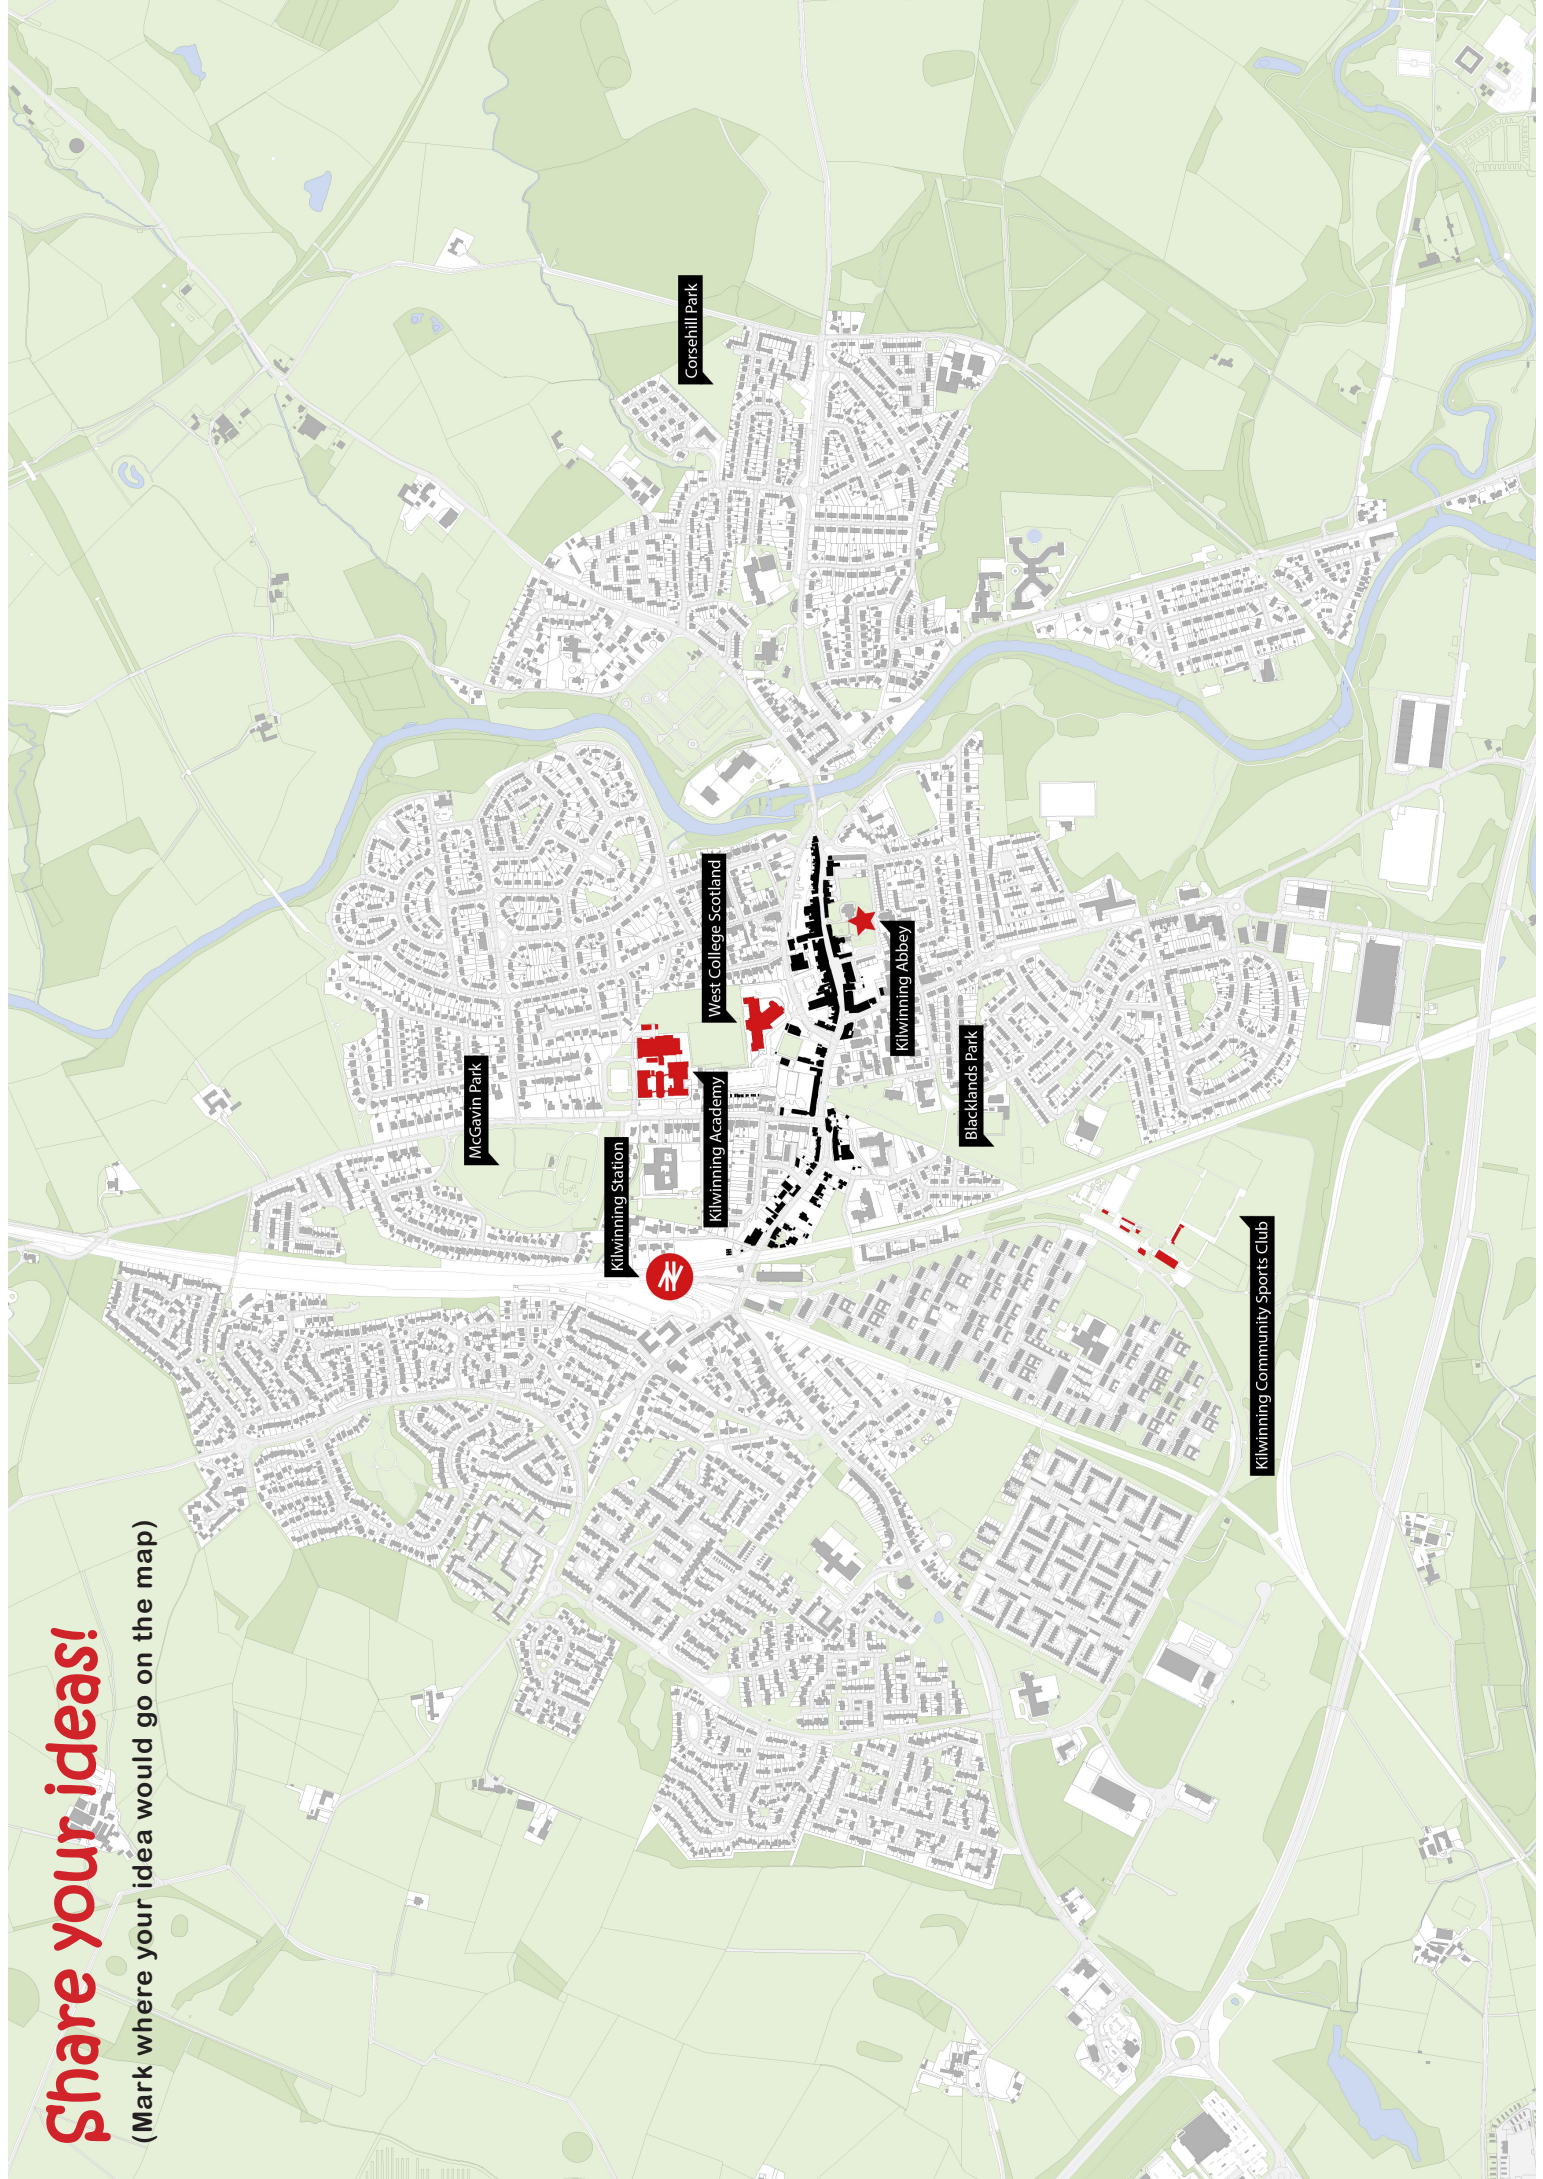 Share your ideas!
(Mark where your idea would go on the map)
McGavin Park
Kilwinning Station
Corsehill Park
West College Scotland
Kilwinning Academy
Kilwinning Abbey
Blacklands Park
Kilwinning Community Sports Club